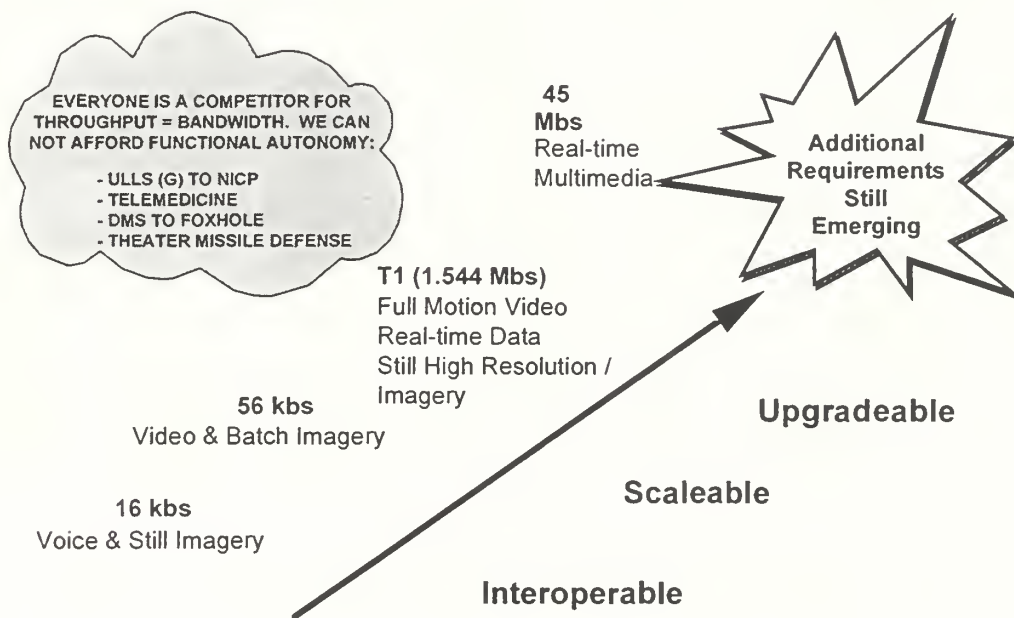 EVERYONE IS A COMPETITOR FOR
THROUGHPUT = BANDWIDTH. WE CAN
NOT AFFORD FUNCTIONAL AUTONOMY:
- ULLS (G) TO NICP
- TELEMEDICINE
- DMS TO FOXHOLE
- THEATER MISSILE DEFENSE
45
Mbs
Real-time
Multimedia
Additional
Requirements
Still
Emerging
T1 (1.544 Mbs)
Full Motion Video
Real-time Data
Still High Resolution /
Imagery
56 kbs
Video & Batch Imagery
16 kbs
Voice & Still Imagery
Upgradeable
Scaleable
Interoperable